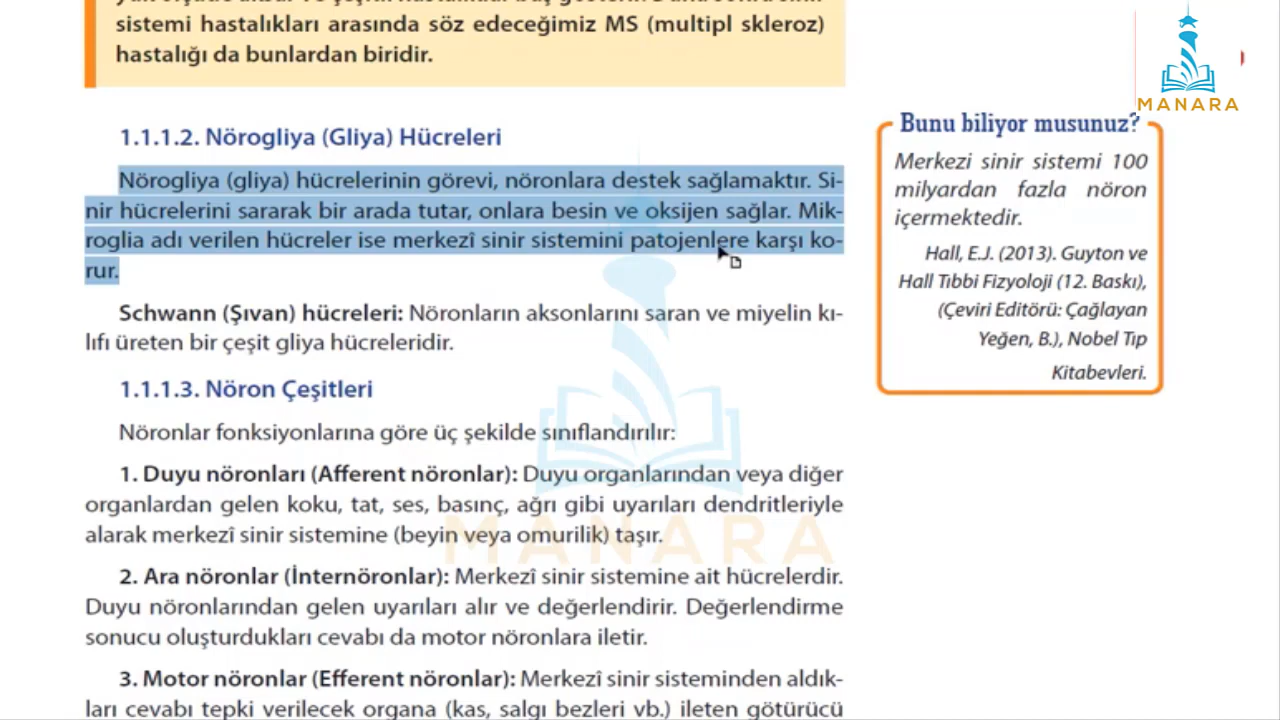 sistemi hastalıkları arasında söz edeceğimiz MS (multipl skleroz)
hastalığı da bunlardan biridir.
MANARA
1.1.1.2. Nörogliya (Gliya) Hücreleri
Nörogliya (gliya) hücrelerinin görevi, nöronlara destek sağlamaktır. Si-
nir hücrelerini sararak bir arada tutar, onlara besin ve oksijen sağlar. Mik-
roglia adı verilen hücreler ise merkezî sinir sistemini patojenlere karşı ko-
rur.
Schwann (Şıvan) hücreleri: Nöronların aksonlarını saran ve miyelin kı-
lıfı üreten bir çeşit gliya hücreleridir.
1.1.1.3. Nöron Çeşitleri
Nöronlar fonksiyonlarına göre üç şekilde sınıflandırılır:
1. Duyu nöronları (Afferent nöronlar): Duyu organlarından veya diğer
organlardan gelen koku, tat, ses, basınç, ağrı gibi uyarıları dendritleriyle
alarak merkezî sinir sistemine (beyin veya omurilik) taşır.
MANARA
2. Ara nöronlar (İnternöronlar): Merkezî sinir sistemine ait hücrelerdir.
Duyu nöronlarından gelen uyarıları alır ve değerlendirir. Değerlendirme
sonucu oluşturdukları cevabı da motor nöronlara iletir.
3. Motor nöronlar (Efferent nöronlar): Merkezî sinir sisteminden aldık-
ları cevabı tepki verilecek organa (kas, salgı bezleri vb.) ileten götürücü
Bunu biliyor musunuz?
Merkezi sinir sistemi 100
milyardan fazla nöron
içermektedir.
Hall, E.J. (2013). Guyton ve
Hall Tıbbi Fizyoloji (12. Baskı),
(Çeviri Editörü: Çağlayan
Yeğen, B.), Nobel Tıp
Kitabevleri.